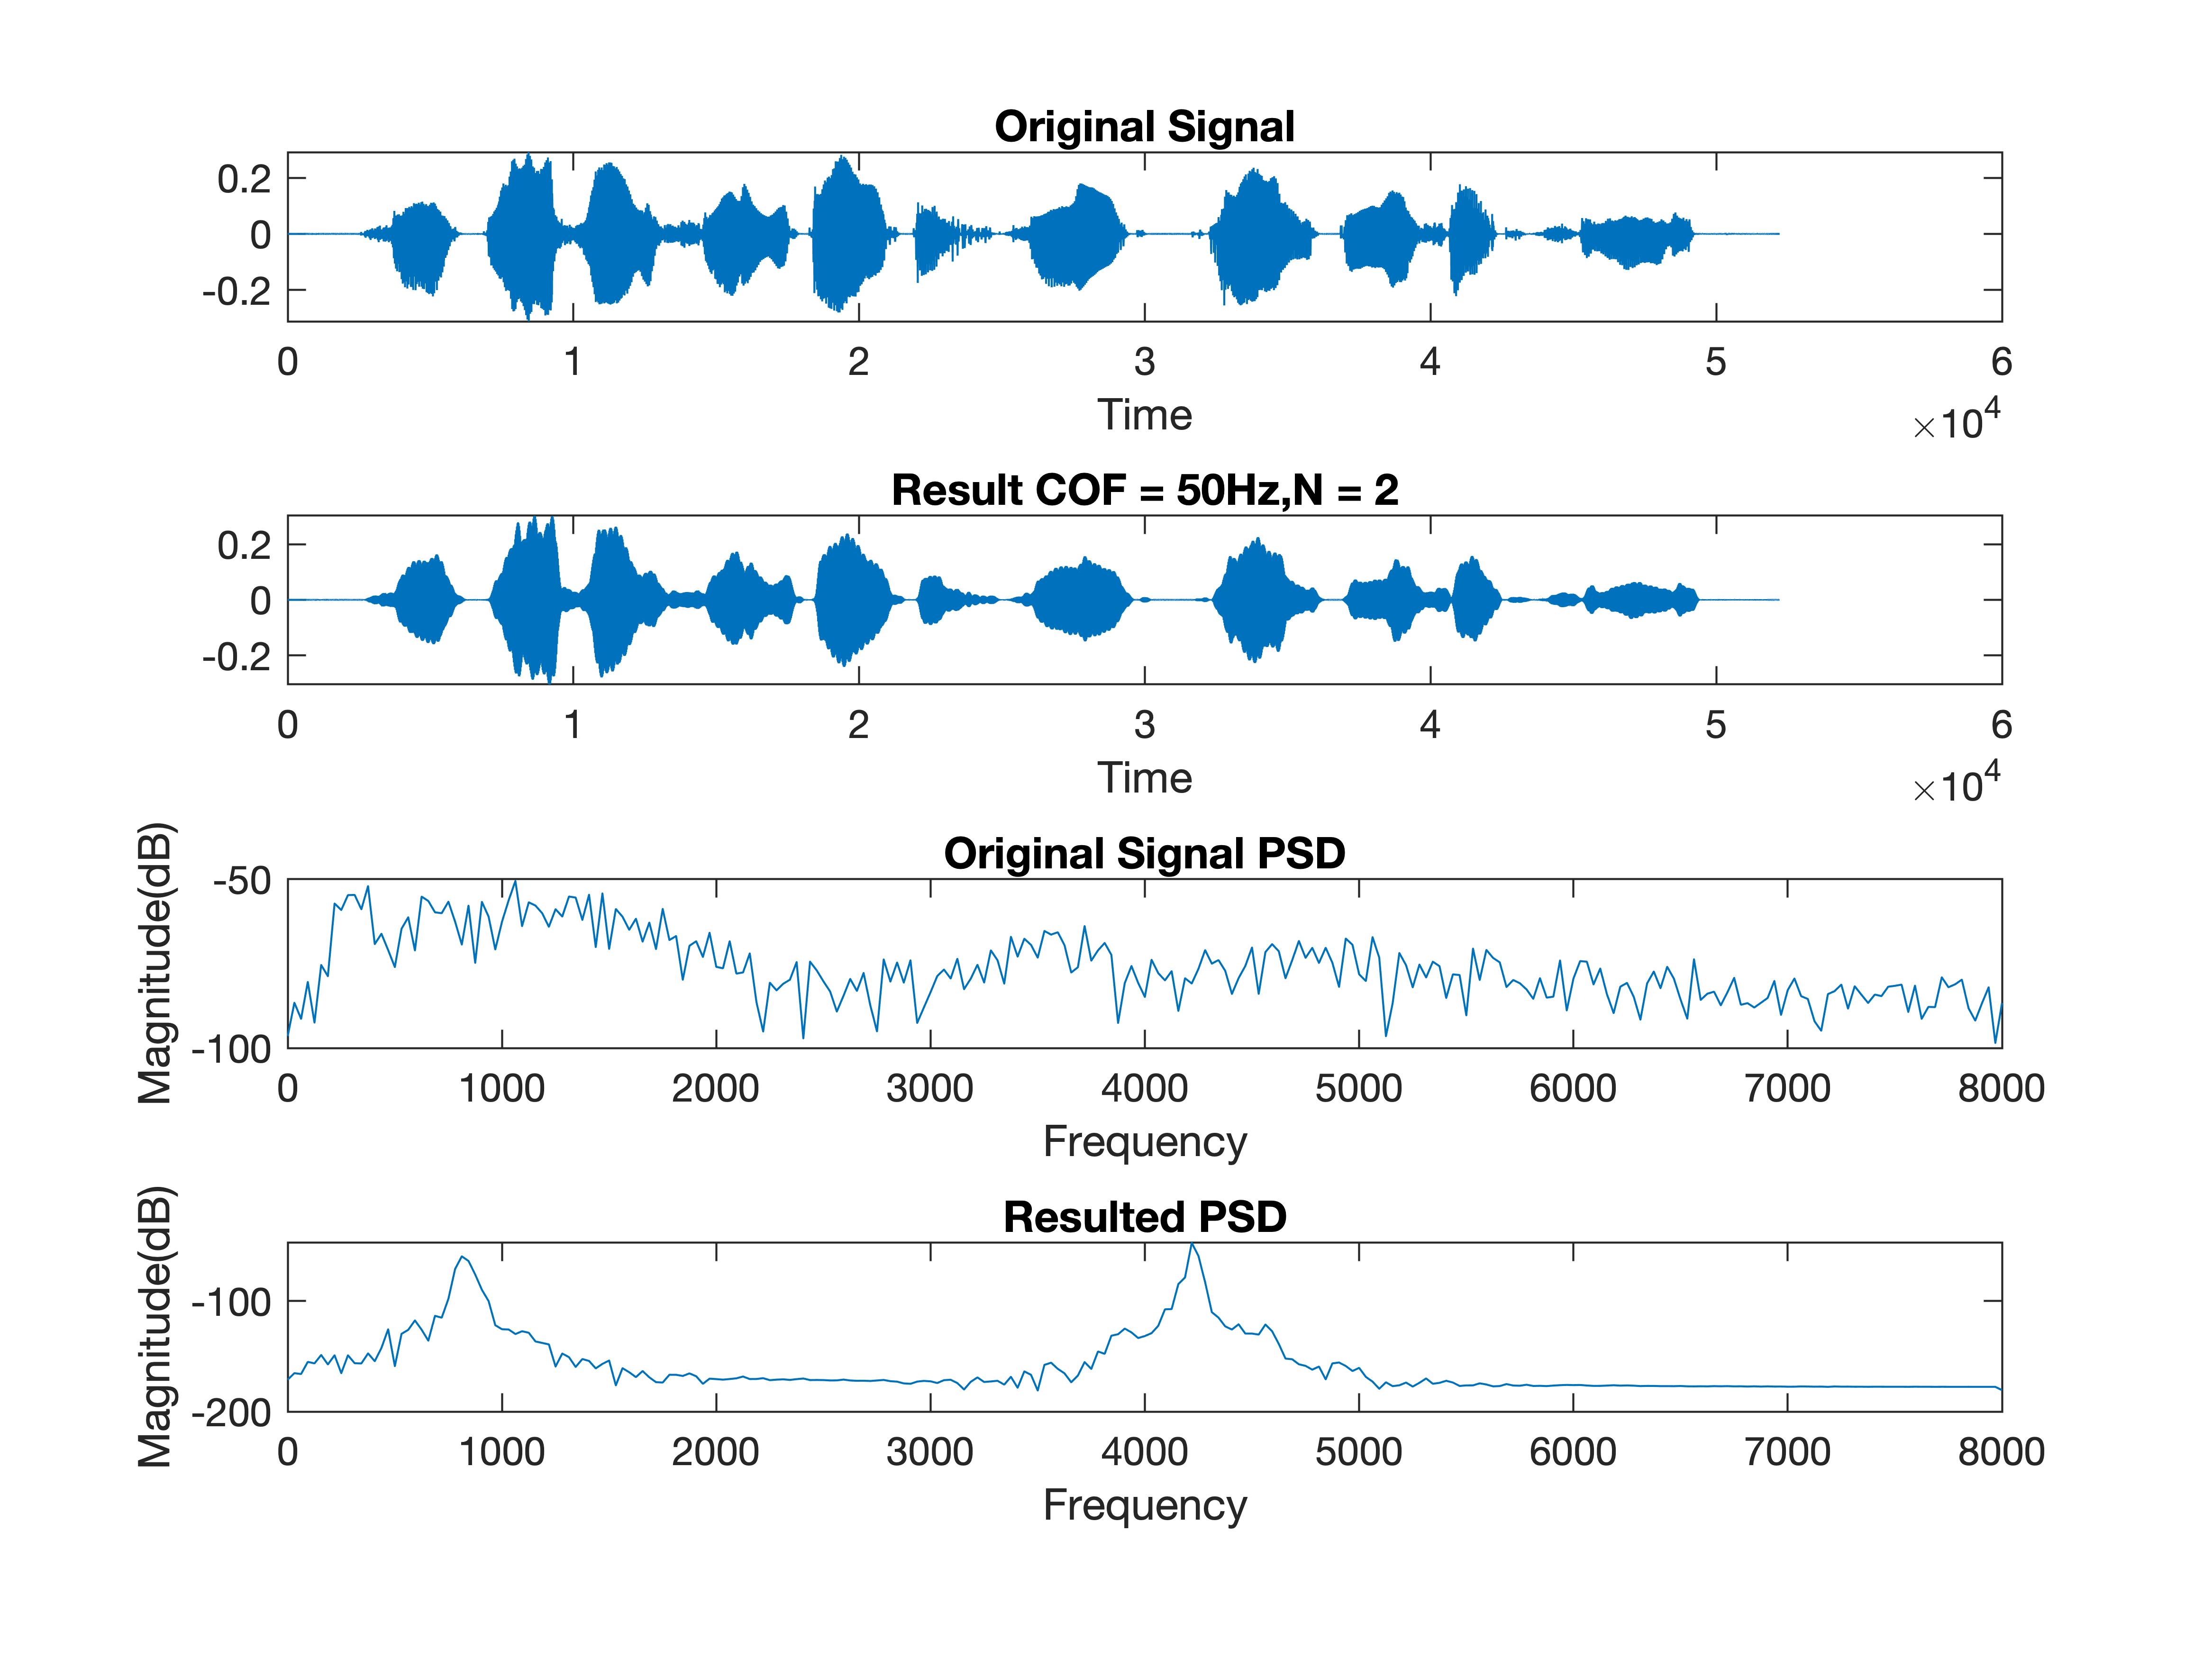 Original Signal
0.2
0
-0.2
0 1 2 3 4 5 6
Time
×10^4
Result COF = 50Hz,N = 2
0.2
0
-0.2
0 1 2 3 4 5 6
Time
×10^4
Original Signal PSD
Magnitude(dB)
-50
-100
0 1000 2000 3000 4000 5000 6000 7000 8000
Frequency
Resulted PSD
Magnitude(dB)
-100
-200
0 1000 2000 3000 4000 5000 6000 7000 8000
Frequency